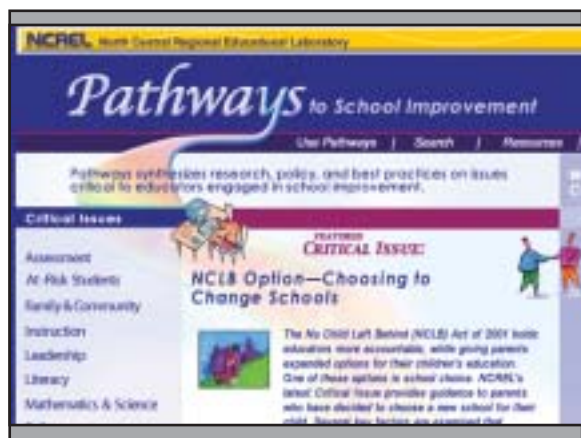 NCREL North Central Regional Educational Laboratory
Pathways to School Improvement
Use Pathways | Search | Resources |
Pathways synthesizes research, policy, and best practices on issues
critical to educators engaged in school improvement.
Critical Issues
Assessment
At-Risk Students
Family & Community
Instruction
Leadership
Literacy
Mathematics & Science
FEATURED
CRITICAL ISSUE:
NCLB Option—Choosing to
Change Schools
The No Child Left Behind (NCLB) Act of 2001 holds
educators more accountable, while giving parents
expanded options for their children's education.
One of these options is school choice. NCREL's
latest Critical Issue provides guidance to parents
who have decided to choose a new school for their
child. Several key factors are examined that